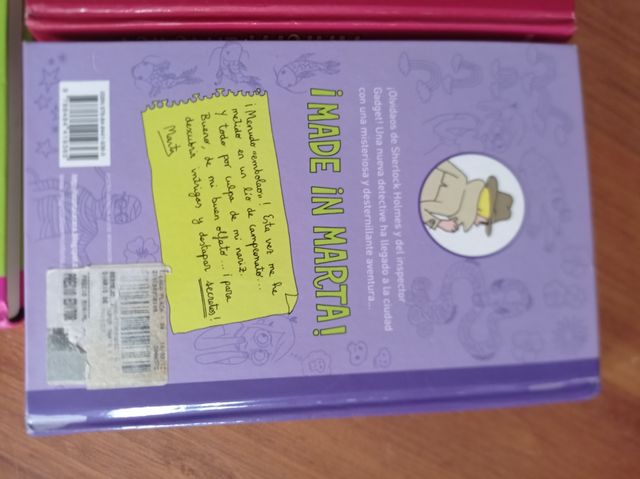 ¡Olvidaos de Sherlock Holmes y del inspector
Gadget! Una nueva detective ha llegado a la ciudad
con una misteriosa y desternillante aventura...
¡MADE IN MARTA!
¡Menudo «embolao»! Esta vez me he
metido en un lío de campeonato...
Y todo por culpa de mi nariz.
Bueno, de mi buen olfato... ¡para
descubrir intrigas y destapar secretos!
Marta